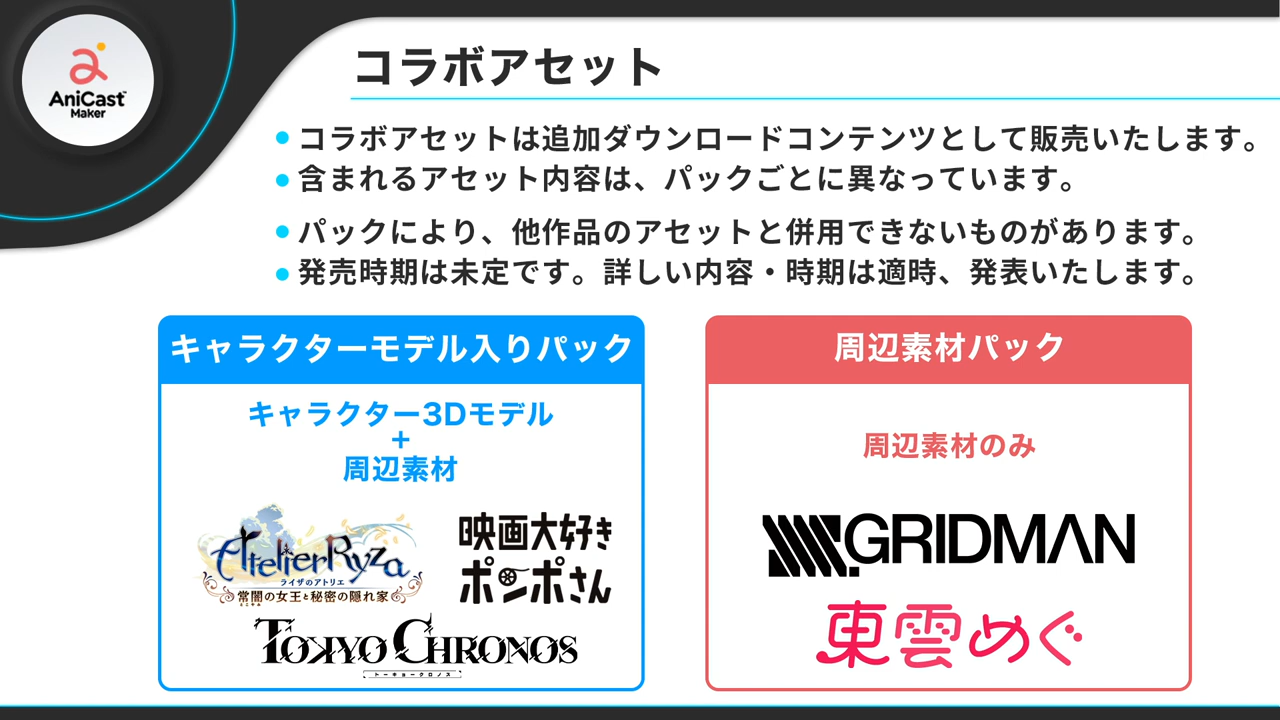 AniCast
Maker
コラボアセット
コラボアセットは追加ダウンロードコンテンツとして販売いたします。
含まれるアセット内容は、パックごとに異なっています。
パックにより、他作品のアセットと併用できないものがあります。
発売時期は未定です。詳しい内容・時期は適時、発表いたします。
キャラクターモデル入りパック
キャラクター3Dモデル
+
周辺素材
Atelier Ryza
ライザのアトリエ
常闇の女王と秘密の隠れ家
とこやみ
映画大好き
ポンポさん
TOKYO CHRONOS
トーキョークロノス
周辺素材パック
周辺素材のみ
GRIDMAN
東雲めぐ